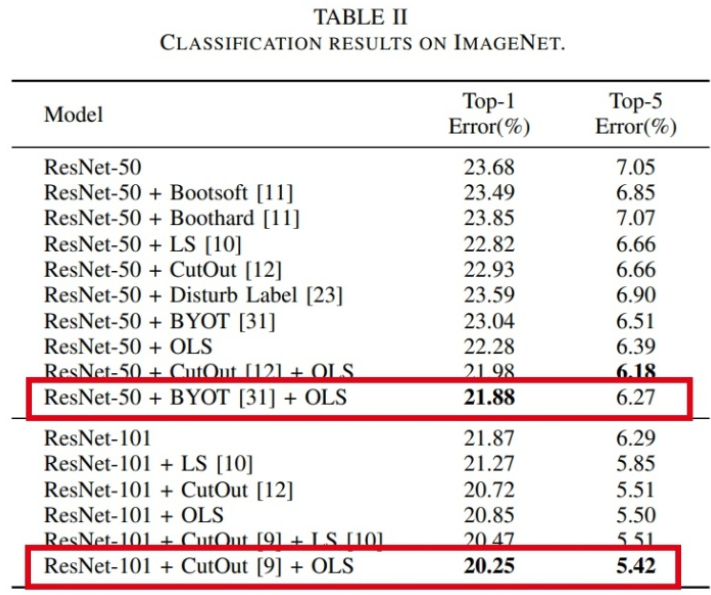 TABLE II
CLASSIFICATION RESULTS ON IMAGENET.
Model Top-1 Error(%) Top-5 Error(%)
ResNet-50 23.68 7.05
ResNet-50 + Bootsoft [11] 23.49 6.85
ResNet-50 + Boothard [11] 23.85 7.07
ResNet-50 + LS [10] 22.82 6.66
ResNet-50 + CutOut [12] 22.93 6.66
ResNet-50 + Disturb Label [23] 23.59 6.90
ResNet-50 + BYOT [31] 23.04 6.51
ResNet-50 + OLS 22.28 6.39
ResNet-50 + CutOut [12] + OLS 21.98 6.18
ResNet-50 + BYOT [31] + OLS 21.88 6.27
ResNet-101 21.87 6.29
ResNet-101 + LS [10] 21.27 5.85
ResNet-101 + CutOut [12] 20.72 5.51
ResNet-101 + OLS 20.85 5.50
ResNet-101 + CutOut [9] + LS [10] 20.47 5.51
ResNet-101 + CutOut [9] + OLS 20.25 5.42